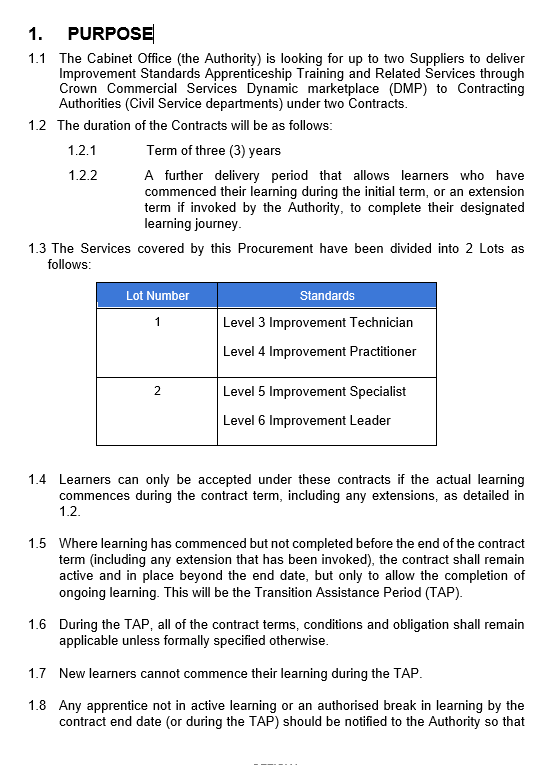 1. PURPOSE
1.1 The Cabinet Office (the Authority) is looking for up to two Suppliers to deliver
Improvement Standards Apprenticeship Training and Related Services through
Crown Commercial Services Dynamic marketplace (DMP) to Contracting
Authorities (Civil Service departments) under two Contracts.
1.2 The duration of the Contracts will be as follows:
1.2.1 Term of three (3) years
1.2.2 A further delivery period that allows learners who have
commenced their learning during the initial term, or an extension
term if invoked by the Authority, to complete their designated
learning journey.
1.3 The Services covered by this Procurement have been divided into 2 Lots as
follows:
Lot Number Standards
1 Level 3 Improvement Technician
Level 4 Improvement Practitioner
2 Level 5 Improvement Specialist
Level 6 Improvement Leader
1.4 Learners can only be accepted under these contracts if the actual learning
commences during the contract term, including any extensions, as detailed in
1.2.
1.5 Where learning has commenced but not completed before the end of the contract
term (including any extension that has been invoked), the contract shall remain
active and in place beyond the end date, but only to allow the completion of
ongoing learning. This will be the Transition Assistance Period (TAP).
1.6 During the TAP, all of the contract terms, conditions and obligation shall remain
applicable unless formally specified otherwise.
1.7 New learners cannot commence their learning during the TAP.
1.8 Any apprentice not in active learning or an authorised break in learning by the
contract end date (or during the TAP) should be notified to the Authority so that